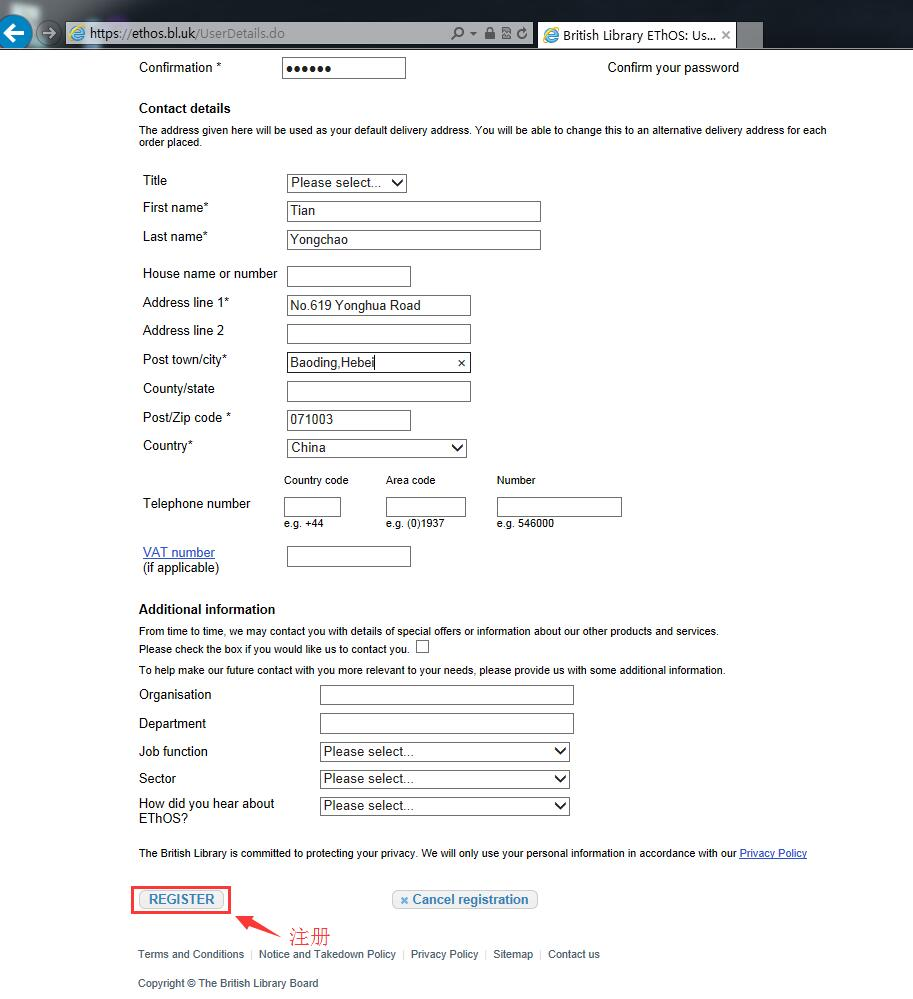 https://ethos.bl.uk/UserDetails.do
British Library EThOS: Us...
Confirmation *
●●●●●●
Confirm your password
Contact details
The address given here will be used as your default delivery address. You will be able to change this to an alternative delivery address for each
order placed.
Title
Please select...
First name*
Tian
Last name*
Yongchao
House name or number
Address line 1*
No.619 Yonghua Road
Address line 2
Post town/city*
Baoding,Hebei
County/state
Post/Zip code *
071003
Country*
China
Country code
Area code
Number
Telephone number
e.g. +44
e.g. (0)1937
e.g. 546000
VAT number
(if applicable)
Additional information
From time to time, we may contact you with details of special offers or information about our other products and services.
Please check the box if you would like us to contact you.
To help make our future contact with you more relevant to your needs, please provide us with some additional information.
Organisation
Department
Job function
Please select...
Sector
Please select...
How did you hear about
EThOS?
Please select...
The British Library is committed to protecting your privacy. We will only use your personal information in accordance with our Privacy Policy
REGISTER
Cancel registration
注册
Terms and Conditions | Notice and Takedown Policy | Privacy Policy | Sitemap | Contact us
Copyright © The British Library Board